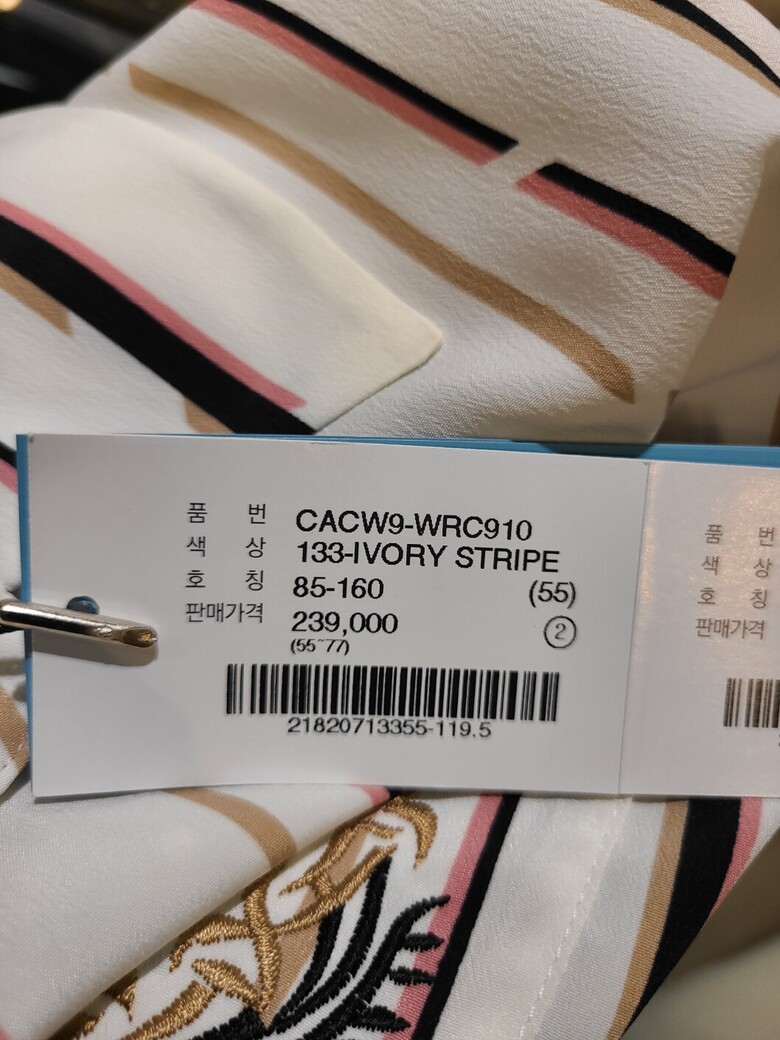 품 번 CACW9-WRC910
색 상 133-IVORY STRIPE
호 칭 85-160 (55)
판매가격 239,000 ②
(55~77)
21820713355-119.5
품 번
색 상
호 칭
판매가격